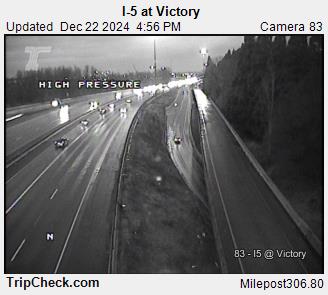 I-5 at Victory
Updated Dec 22 2024 4:56 PM Camera 83
HIGH PRESSURE
N
83 - I5 @ Victory
TripCheck.com Milepost306.80